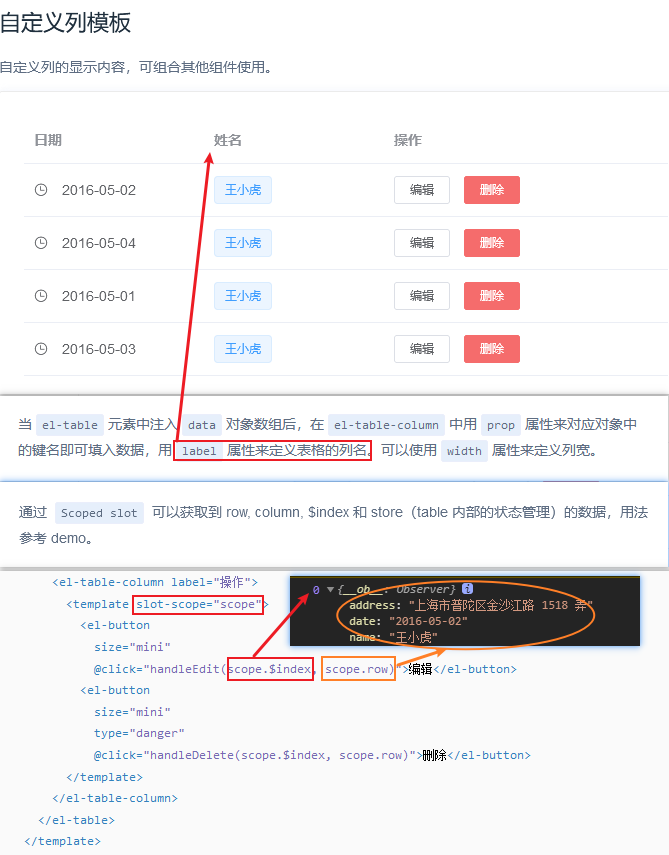 自定义列模板
自定义列的显示内容，可组合其他组件使用。
日期 姓名 操作
2016-05-02 王小虎 编辑 删除
2016-05-04 王小虎 编辑 删除
2016-05-01 王小虎 编辑 删除
2016-05-03 王小虎 编辑 删除
当 el-table 元素中注入 data 对象数组后，在 el-table-column 中用 prop 属性来对应对象中
的键名即可填入数据，用 label 属性来定义表格的列名。可以使用 width 属性来定义列宽。
通过 Scoped slot 可以获取到 row, column, $index 和 store（table 内部的状态管理）的数据，用法
参考 demo。
<el-table-column label="操作">
<template slot-scope="scope">
<el-button
size="mini"
@click="handleEdit(scope.$index, scope.row)">编辑</el-button>
<el-button
size="mini"
type="danger"
@click="handleDelete(scope.$index, scope.row)">删除</el-button>
</template>
</el-table-column>
</el-table>
</template>
0 ▼{__ob__: Observer} i
address: "上海市普陀区金沙江路 1518 弄"
date: "2016-05-02"
name: "王小虎"